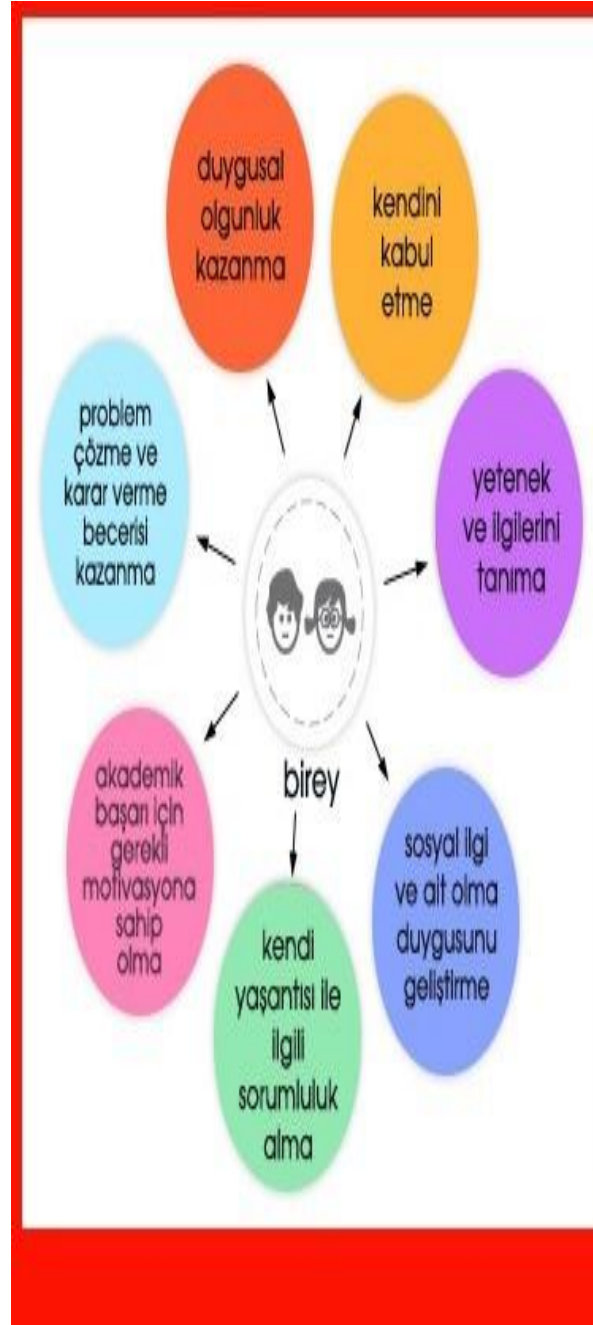 duygusal
olgunluk
kazanma
kendini
kabul
etme
yetenek
ve ilgilerini
tanıma
sosyal ilgi
ve ait olma
duygusunu
geliştirme
kendi
yaşantısı ile
ilgili
sorumluluk
alma
akademik
başarı için
gerekli
motivasyona
sahip
olma
problem
çözme ve
karar verme
becerisi
kazanma
birey